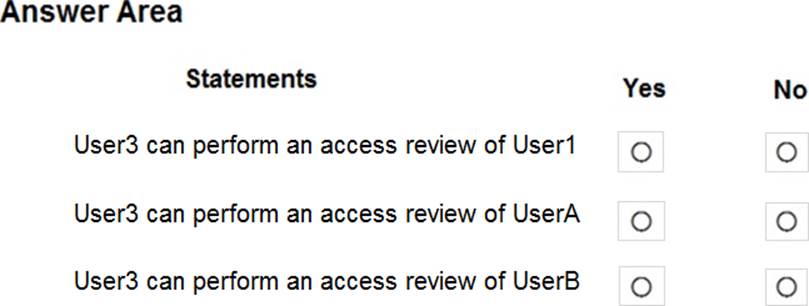 Answer Area
Statements Yes No
User3 can perform an access review of User1
User3 can perform an access review of UserA
User3 can perform an access review of UserB